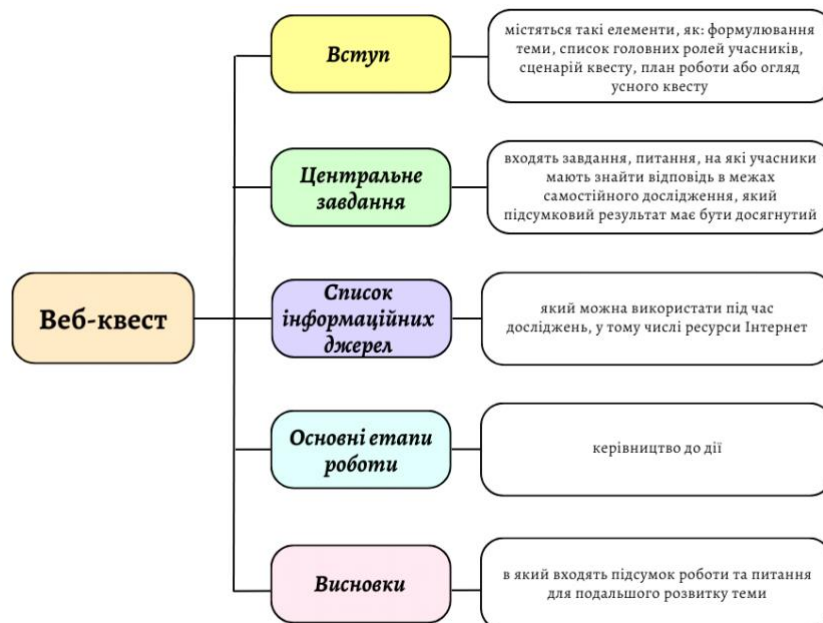 Веб-квест
Вступ
містяться такі елементи, як: формулювання
теми, список головних ролей учасників,
сценарій квесту, план роботи або огляд
усного квесту
Центральне
завдання
входять завдання, питання, на які учасники
мають знайти відповідь в межах
самостійного дослідження, який
підсумковий результат має бути досягнутий
Список
інформаційних
джерел
який можна використати під час
досліджень, у тому числі ресурси Інтернет
Основні етапи
роботи
керівництво до дії
Висновки
в який входять підсумок роботи та питання
для подальшого розвитку теми